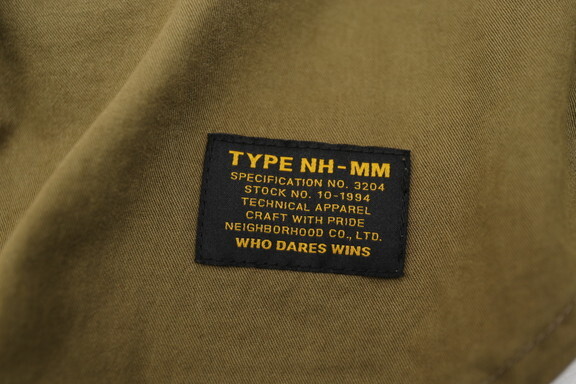 TYPE NH-MM
SPECIFICATION NO. 3204
STOCK NO. 10-1994
TECHNICAL APPAREL
CRAFT WITH PRIDE
NEIGHBORHOOD CO., LTD.
WHO DARES WINS